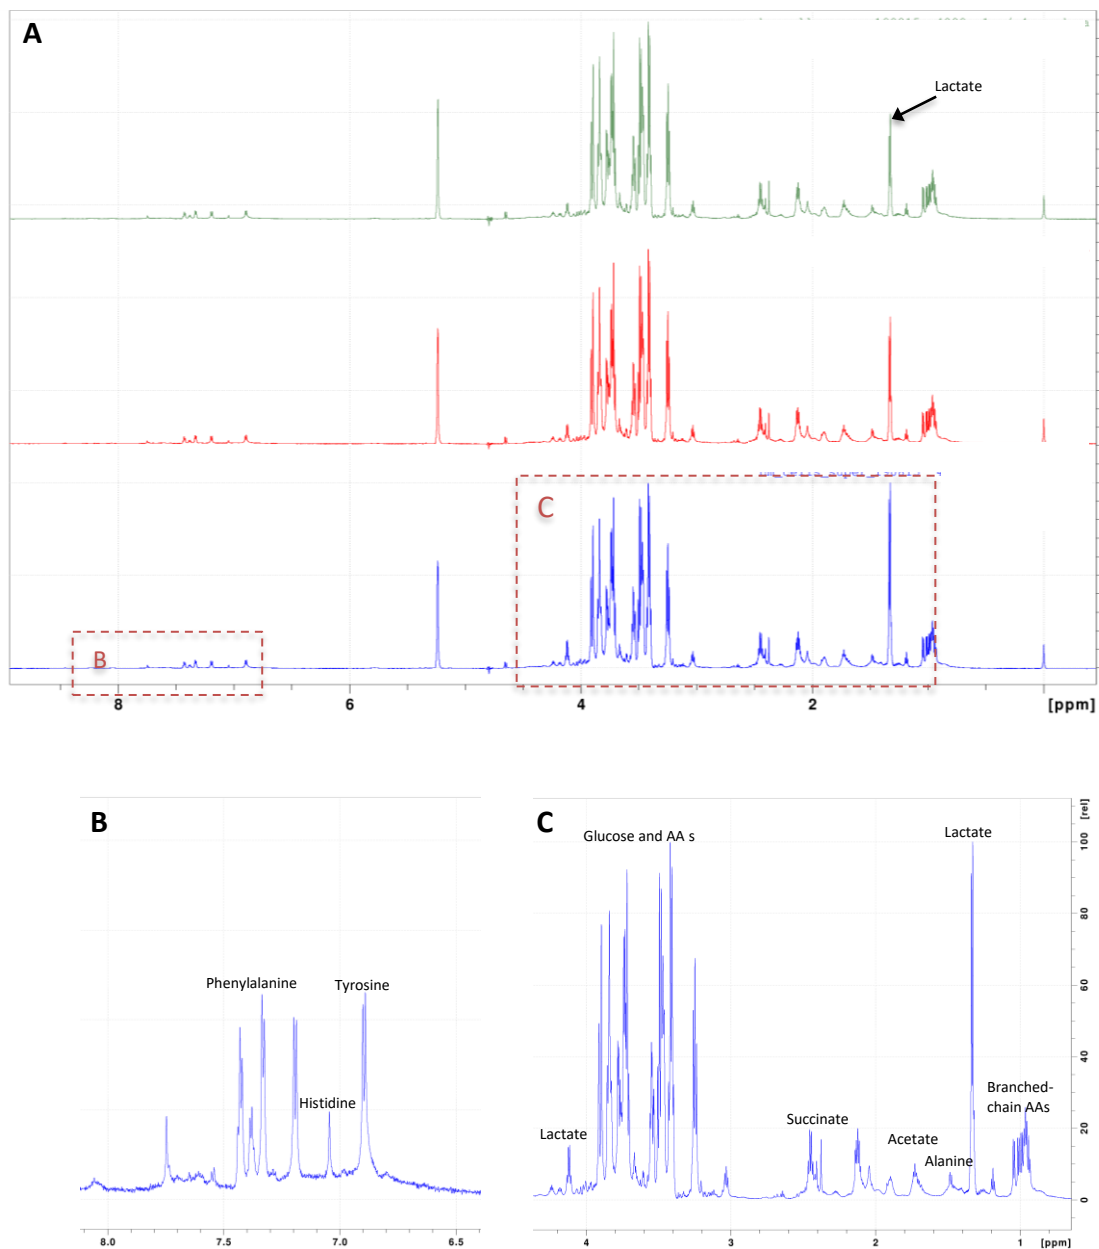 A
Lactate
C
B
8 6 4 2 [ppm]
B
Phenylalanine
Tyrosine
Histidine
8.0 7.5 7.0 6.5
C
Glucose and AA s
Lactate
Branched-
chain AAs
Succinate
Lactate
Acetate
Alanine
[rel]
100
80
60
40
20
0
4 3 2 1 [ppm]